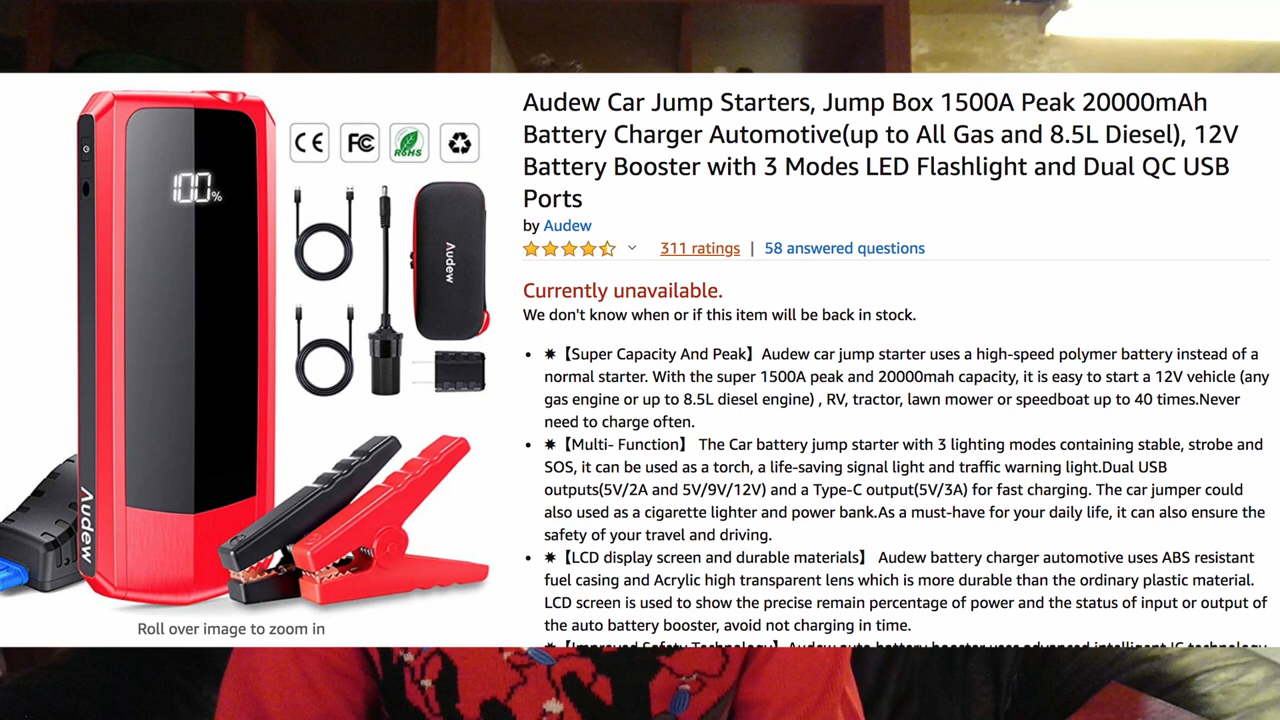 Audew Car Jump Starters, Jump Box 1500A Peak 20000mAh
Battery Charger Automotive(up to All Gas and 8.5L Diesel), 12V
Battery Booster with 3 Modes LED Flashlight and Dual QC USB
Ports
by Audew
311 ratings | 58 answered questions
Currently unavailable.
We don't know when or if this item will be back in stock.
• ✷【Super Capacity And Peak】Audew car jump starter uses a high-speed polymer battery instead of a
normal starter. With the super 1500A peak and 20000mah capacity, it is easy to start a 12V vehicle (any
gas engine or up to 8.5L diesel engine) , RV, tractor, lawn mower or speedboat up to 40 times.Never
need to charge often.
• ✷【Multi- Function】 The Car battery jump starter with 3 lighting modes containing stable, strobe and
SOS, it can be used as a torch, a life-saving signal light and traffic warning light.Dual USB
outputs(5V/2A and 5V/9V/12V) and a Type-C output(5V/3A) for fast charging. The car jumper could
also used as a cigarette lighter and power bank.As a must-have for your daily life, it can also ensure the
safety of your travel and driving.
• ✷【LCD display screen and durable materials】 Audew battery charger automotive uses ABS resistant
fuel casing and Acrylic high transparent lens which is more durable than the ordinary plastic material.
LCD screen is used to show the precise remain percentage of power and the status of input or output of
the auto battery booster, avoid not charging in time.
• ✷【Improved Safety Technology】Audew auto battery booster uses advanced intelligent IC technology
100%
Audew
CE
FC
RoHS
Audew
Roll over image to zoom in